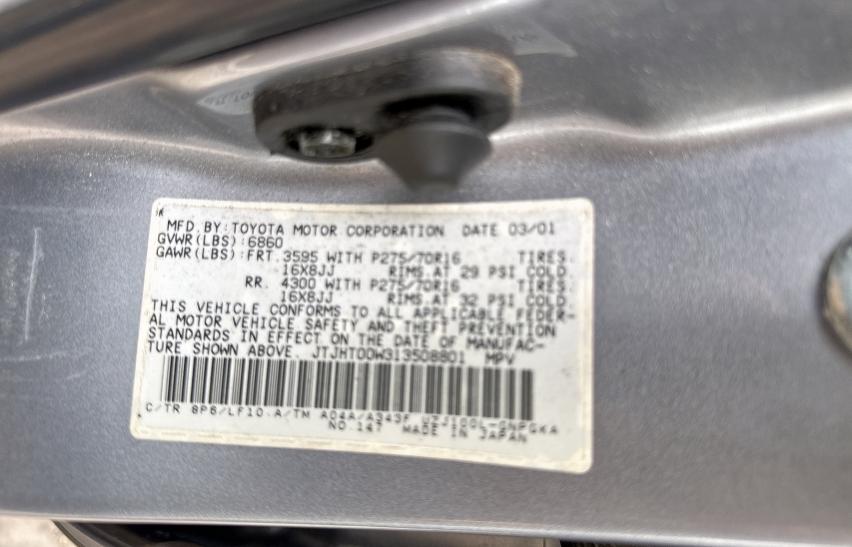 MFD. BY: TOYOTA MOTOR CORPORATION DATE 03/01
GVWR(LBS):6860
GAWR(LBS):FRT. 3595 WITH P275/70R16 TIRES.
16X8JJ RIMS.AT 29 PSI COLD.
RR. 4300 WITH P275/70R16 TIRES.
16X8JJ RIMS.AT 32 PSI COLD.
THIS VEHICLE CONFORMS TO ALL APPLICABLE FEDER-
AL MOTOR VEHICLE SAFETY AND THEFT PREVENTION
STANDARDS IN EFFECT ON THE DATE OF MANUFAC-
TURE SHOWN ABOVE. JTJHT00W313508801 MPV
C/TR 8P8/LF10 A/TM A04A/A343F UZJ100L-GNPGKA
NO.147 MADE IN JAPAN